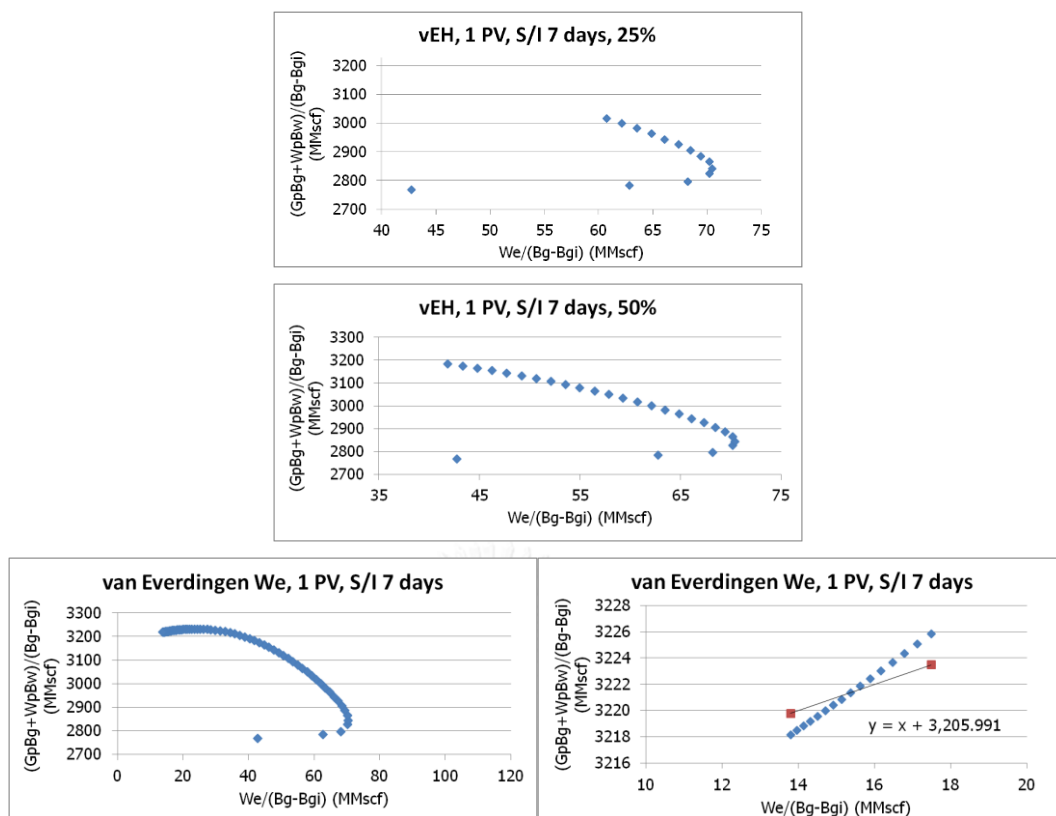 vEH, 1 PV, S/I 7 days, 25%
(GpBg+WpBw)/(Bg-Bgi)
(MMscf)
3200
3100
3000
2900
2800
2700
40 45 50 55 60 65 70 75
We/(Bg-Bgi) (MMscf)
vEH, 1 PV, S/I 7 days, 50%
(GpBg+WpBw)/(Bg-Bgi)
(MMscf)
3300
3200
3100
3000
2900
2800
2700
35 45 55 65 75
We/(Bg-Bgi) (MMscf)
van Everdingen We, 1 PV, S/I 7 days
(GpBg+WpBw)/(Bg-Bgi)
(MMscf)
3300
3200
3100
3000
2900
2800
2700
0 20 40 60 80 100 120
We/(Bg-Bgi) (MMscf)
van Everdingen We, 1 PV, S/I 7 days
(GpBg+WpBw)/(Bg-Bgi)
(MMscf)
3228
3226
3224
3222
3220
3218
3216
y = x + 3,205.991
10 12 14 16 18 20
We/(Bg-Bgi) (MMscf)